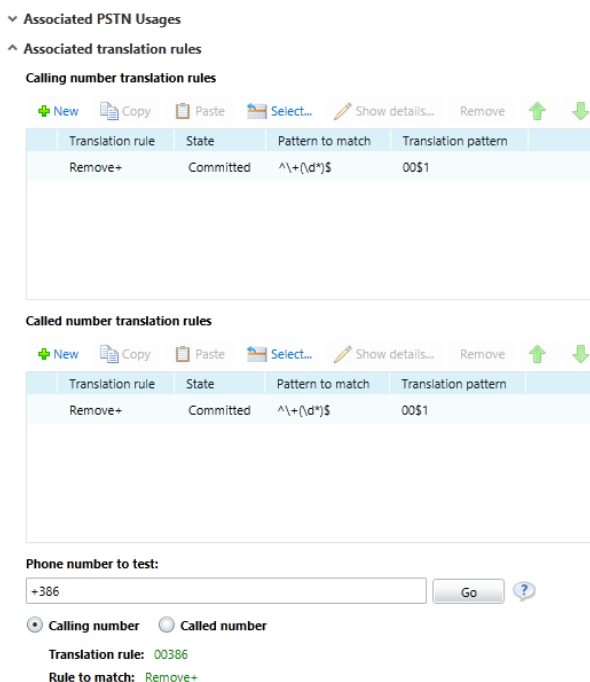 Associated PSTN Usages
Associated translation rules
Calling number translation rules
New Copy Paste Select... Show details... Remove
Translation rule State Pattern to match Translation pattern
Remove+ Committed ^\+(\d*)$ 00$1
Called number translation rules
New Copy Paste Select... Show details... Remove
Translation rule State Pattern to match Translation pattern
Remove+ Committed ^\+(\d*)$ 00$1
Phone number to test:
+386 Go ?
Calling number Called number
Translation rule: 00386
Rule to match: Remove+